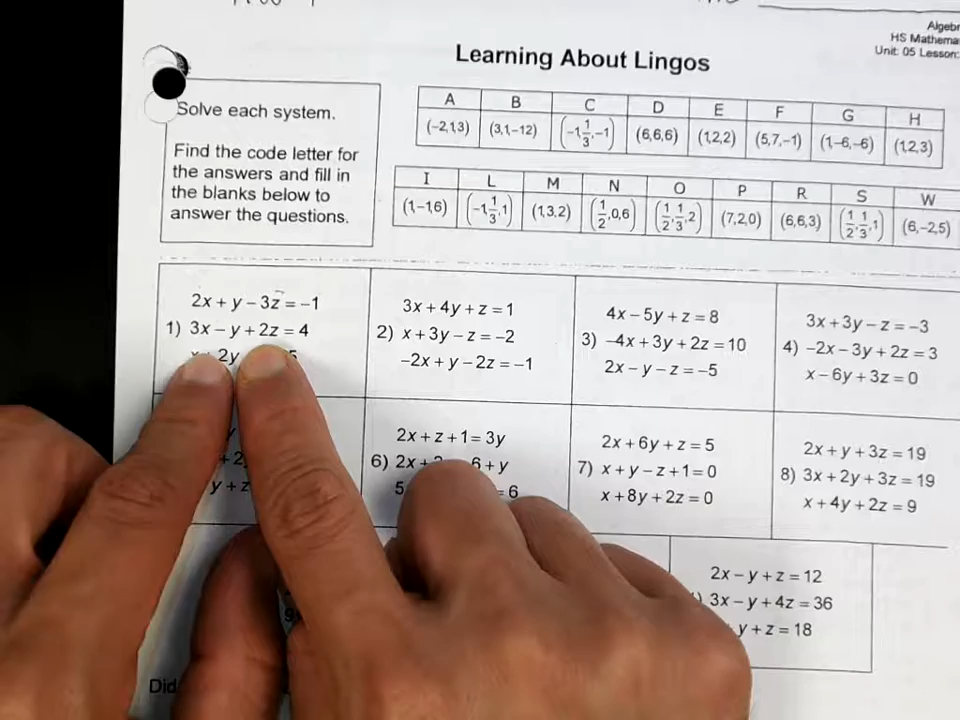 Algebr
HS Mathema
Unit: 05 Lesson:
Learning About Lingos
Solve each system.
Find the code letter for
the answers and fill in
the blanks below to
answer the questions.
A B C D E F G H
(-2,1,3) (3,1,-12) (-1 1/3, -1) (6,6,6) (1,2,2) (5,7,-1) (1,-6,-6) (1,2,3)
I L M N O P R S W
(1,-1,6) (-1 1/3, 1) (1,3,2) (1/2, 0, 6) (1/2, 1/3, 2) (7,2,0) (6,6,3) (1/2, 1/3, 1) (6,-2,5)
2x + y − 3z = −1
1) 3x − y + 2z = 4
2y 5
3x + 4y + z = 1
2) x + 3y − z = −2
−2x + y − 2z = −1
4x − 5y + z = 8
3) −4x + 3y + 2z = 10
2x − y − z = −5
3x + 3y − z = −3
4) −2x − 3y + 2z = 3
x − 6y + 3z = 0
y
+ 2
y + z
2x + z + 1 = 3y
6) 2x + 6 + y
5 = 6
2x + 6y + z = 5
7) x + y − z + 1 = 0
x + 8y + 2z = 0
2x + y + 3z = 19
8) 3x + 2y + 3z = 19
x + 4y + 2z = 9
2x − y + z = 12
) 3x − y + 4z = 36
y + z = 18
Did